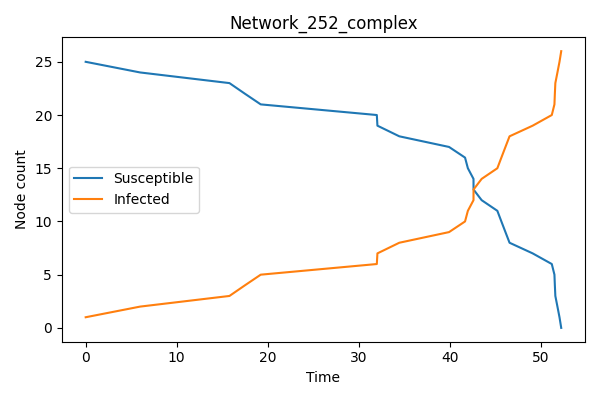 Network_252_complex
Node count
25
20
15
10
5
0
Susceptible
Infected
0 10 20 30 40 50
Time